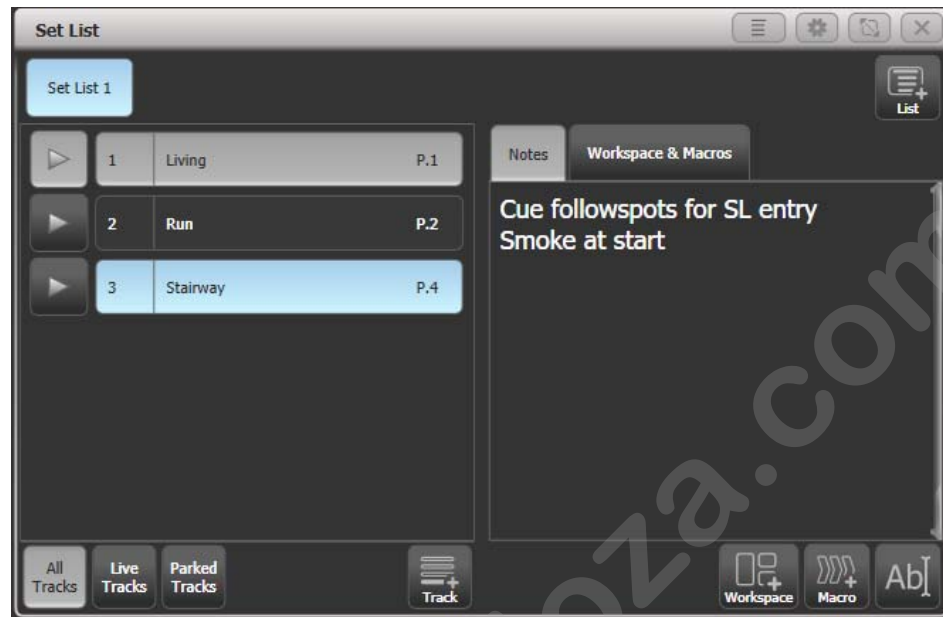 Set List
Set List 1
List
1 Living P.1
2 Run P.2
3 Stairway P.4
Notes
Workspace & Macros
Cue followspots for SL entry
Smoke at start
All
Tracks
Live
Tracks
Parked
Tracks
Track
Workspace
Macro
Ab